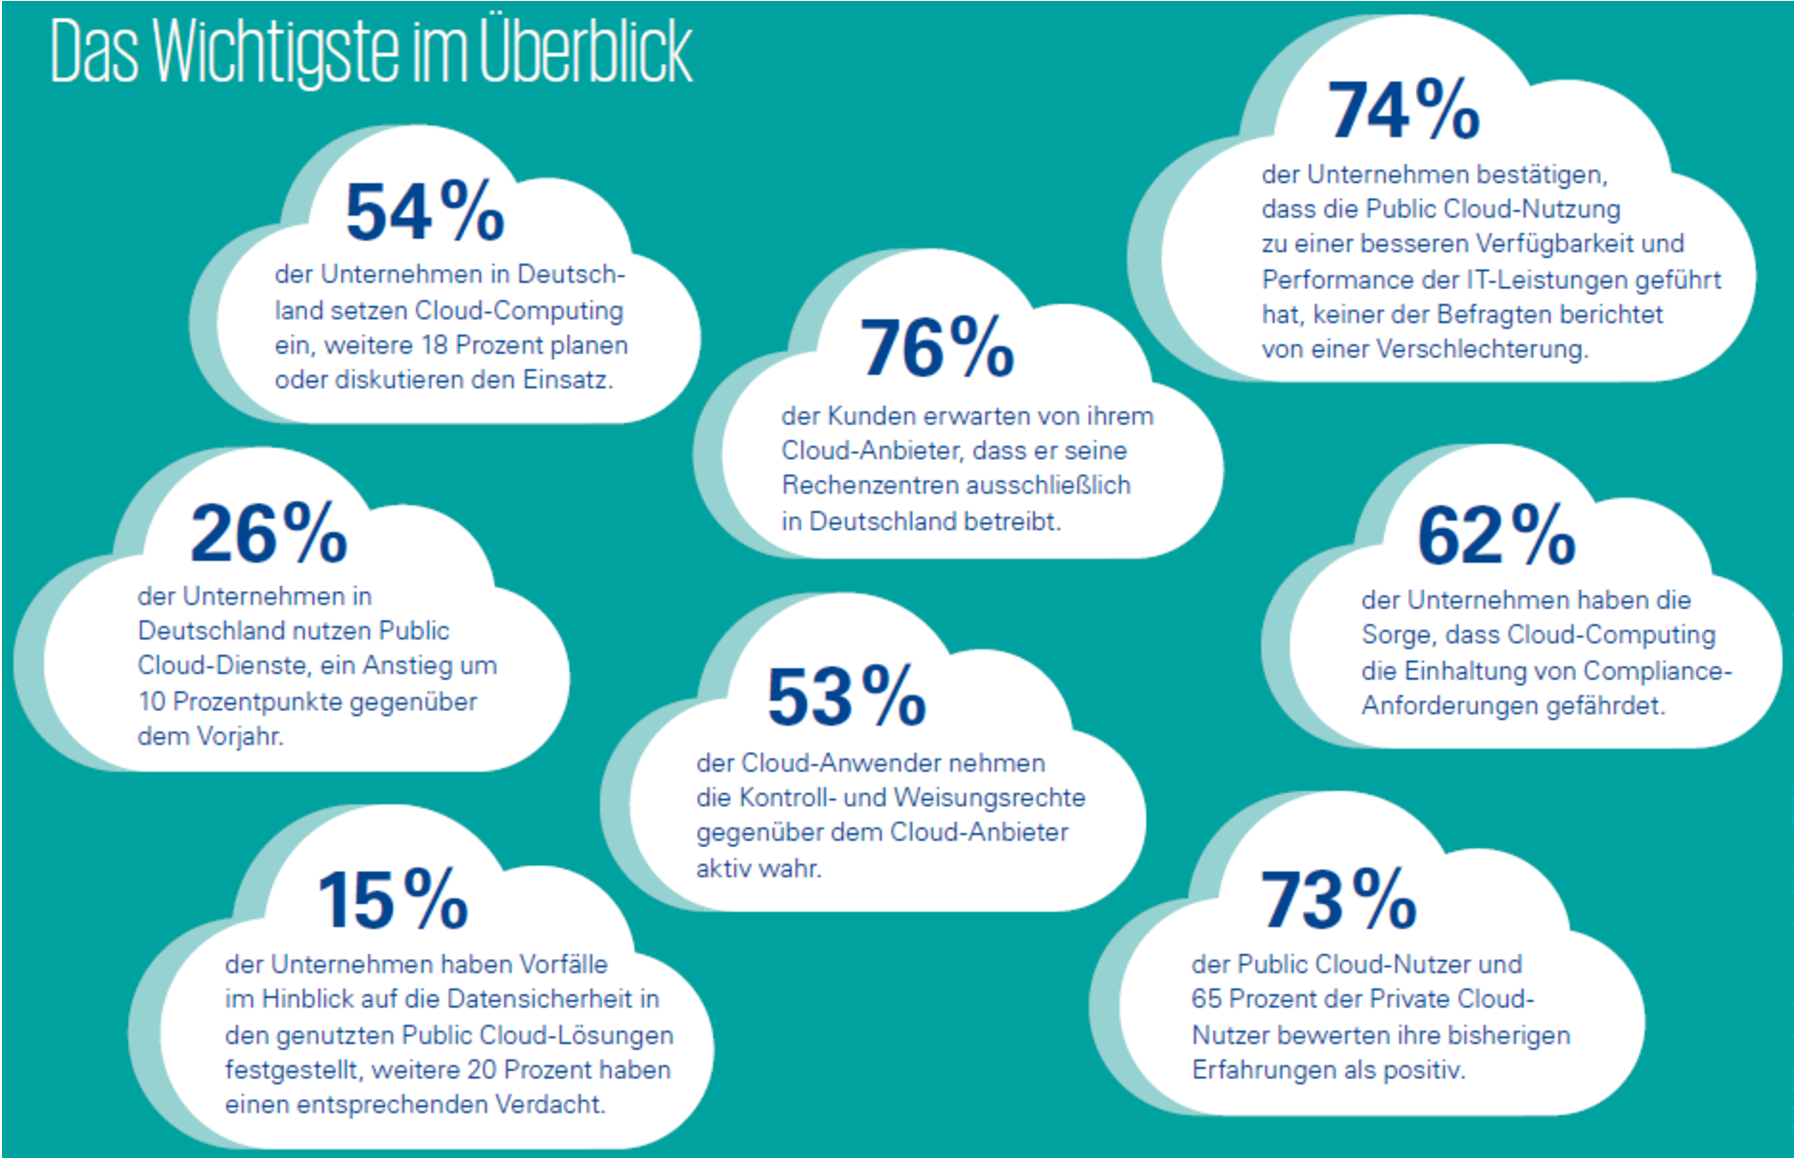 Das Wichtigste im Überblick
54%
der Unternehmen in Deutsch-
land setzen Cloud-Computing
ein, weitere 18 Prozent planen
oder diskutieren den Einsatz.
74%
der Unternehmen bestätigen,
dass die Public Cloud-Nutzung
zu einer besseren Verfügbarkeit und
Performance der IT-Leistungen geführt
hat, keiner der Befragten berichtet
von einer Verschlechterung.
76%
der Kunden erwarten von ihrem
Cloud-Anbieter, dass er seine
Rechenzentren ausschließlich
in Deutschland betreibt.
26%
der Unternehmen in
Deutschland nutzen Public
Cloud-Dienste, ein Anstieg um
10 Prozentpunkte gegenüber
dem Vorjahr.
62%
der Unternehmen haben die
Sorge, dass Cloud-Computing
die Einhaltung von Compliance-
Anforderungen gefährdet.
53%
der Cloud-Anwender nehmen
die Kontroll- und Weisungsrechte
gegenüber dem Cloud-Anbieter
aktiv wahr.
15%
der Unternehmen haben Vorfälle
im Hinblick auf die Datensicherheit in
den genutzten Public Cloud-Lösungen
festgestellt, weitere 20 Prozent haben
einen entsprechenden Verdacht.
73%
der Public Cloud-Nutzer und
65 Prozent der Private Cloud-
Nutzer bewerten ihre bisherigen
Erfahrungen als positiv.